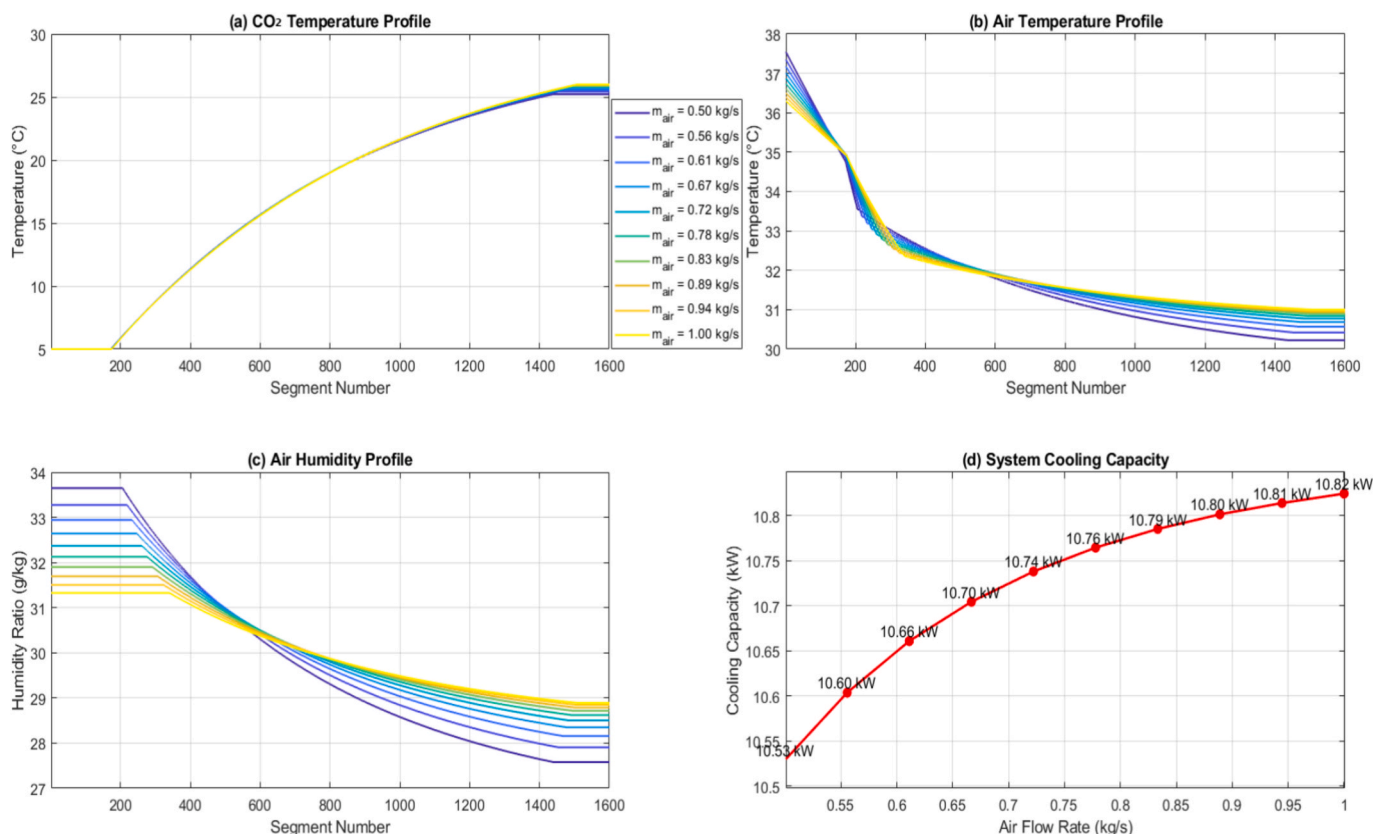 (a) CO2 Temperature Profile
30
25
20
15
10
5
Temperature (°C)
200 400 600 800 1000 1200 1400 1600
Segment Number
m_air = 0.50 kg/s
m_air = 0.56 kg/s
m_air = 0.61 kg/s
m_air = 0.67 kg/s
m_air = 0.72 kg/s
m_air = 0.78 kg/s
m_air = 0.83 kg/s
m_air = 0.89 kg/s
m_air = 0.94 kg/s
m_air = 1.00 kg/s
(b) Air Temperature Profile
38
37
36
35
34
33
32
31
30
Temperature (°C)
200 400 600 800 1000 1200 1400 1600
Segment Number
(c) Air Humidity Profile
34
33
32
31
30
29
28
27
Humidity Ratio (g/kg)
200 400 600 800 1000 1200 1400 1600
Segment Number
(d) System Cooling Capacity
10.8
10.75
10.7
10.65
10.6
10.55
10.5
Cooling Capacity (kW)
10.53 kW
10.60 kW
10.66 kW
10.70 kW
10.74 kW
10.76 kW
10.79 kW
10.80 kW
10.81 kW
10.82 kW
0.55 0.6 0.65 0.7 0.75 0.8 0.85 0.9 0.95 1
Air Flow Rate (kg/s)